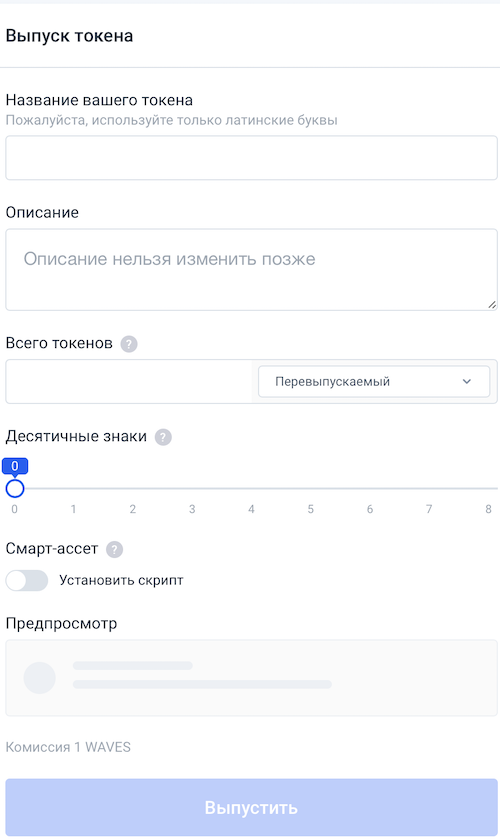 Выпуск токена
Название вашего токена
Пожалуйста, используйте только латинские буквы
Описание
Описание нельзя изменить позже
Всего токенов ?
Перевыпускаемый
Десятичные знаки ?
0
0 1 2 3 4 5 6 7 8
Смарт-ассет ?
Установить скрипт
Предпросмотр
Комиссия 1 WAVES
Выпустить